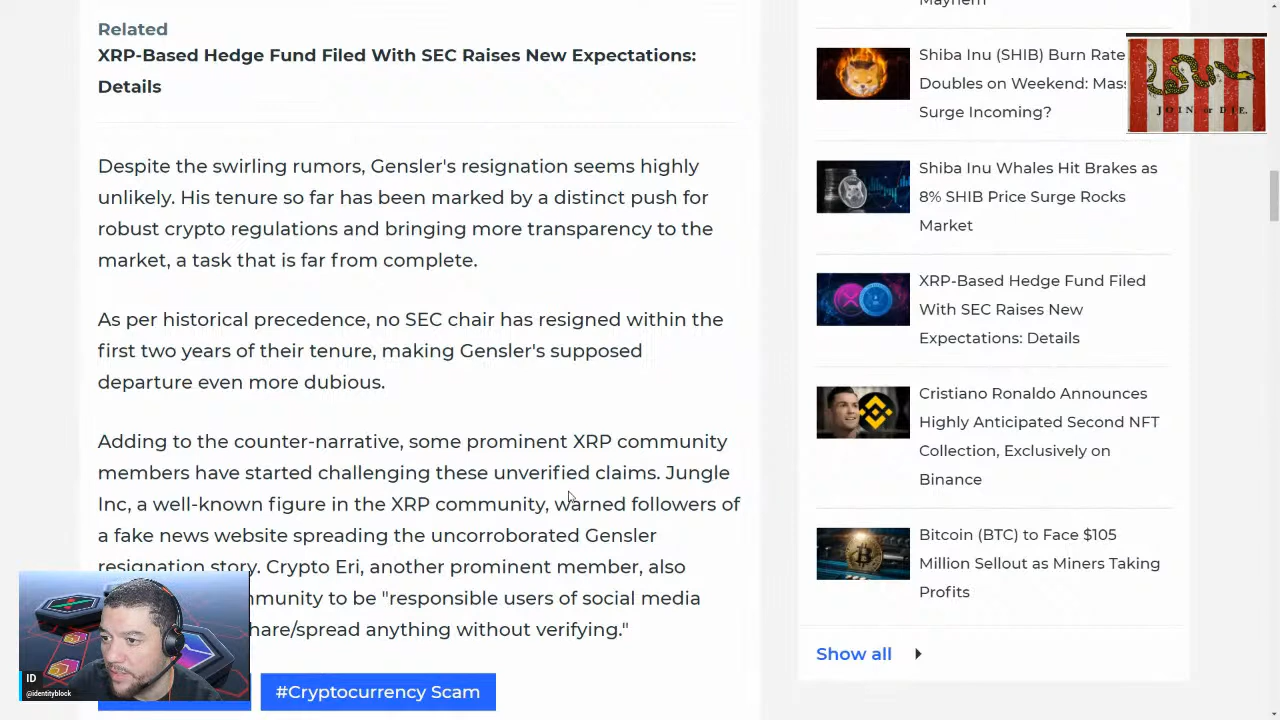 Related
XRP-Based Hedge Fund Filed With SEC Raises New Expectations:
Details
Despite the swirling rumors, Gensler's resignation seems highly
unlikely. His tenure so far has been marked by a distinct push for
robust crypto regulations and bringing more transparency to the
market, a task that is far from complete.
As per historical precedence, no SEC chair has resigned within the
first two years of their tenure, making Gensler's supposed
departure even more dubious.
Adding to the counter-narrative, some prominent XRP community
members have started challenging these unverified claims. Jungle
Inc, a well-known figure in the XRP community, warned followers of
a fake news website spreading the uncorroborated Gensler
resignation story. Crypto Eri, another prominent member, also
to be "responsible users of social media
anything without verifying."
#Cryptocurrency Scam
Shiba Inu (SHIB) Burn Rate
Doubles on Weekend:
Surge Incoming?
Shiba Inu Whales Hit Brakes as
8% SHIB Price Surge Rocks
Market
XRP-Based Hedge Fund Filed
With SEC Raises New
Expectations: Details
Cristiano Ronaldo Announces
Highly Anticipated Second NFT
Collection, Exclusively on
Binance
Bitcoin (BTC) to Face $105
Million Sellout as Miners Taking
Profits
Show all
JOIN or DIE.
ID
@identityblock